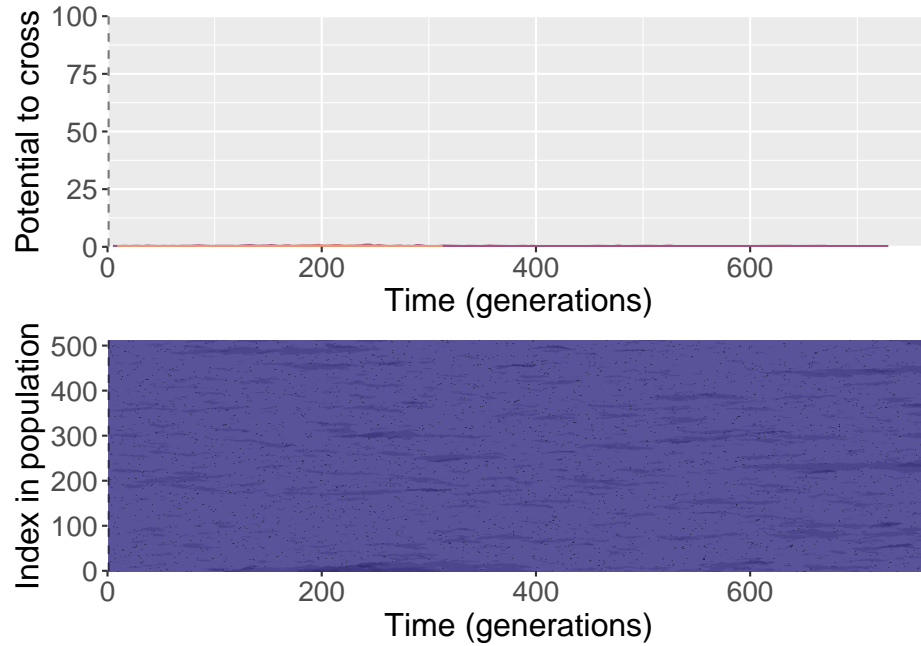 Potential to cross
100
75
50
25
0
0 200 400 600
Time (generations)
Index in population
500
400
300
200
100
0
0 200 400 600
Time (generations)